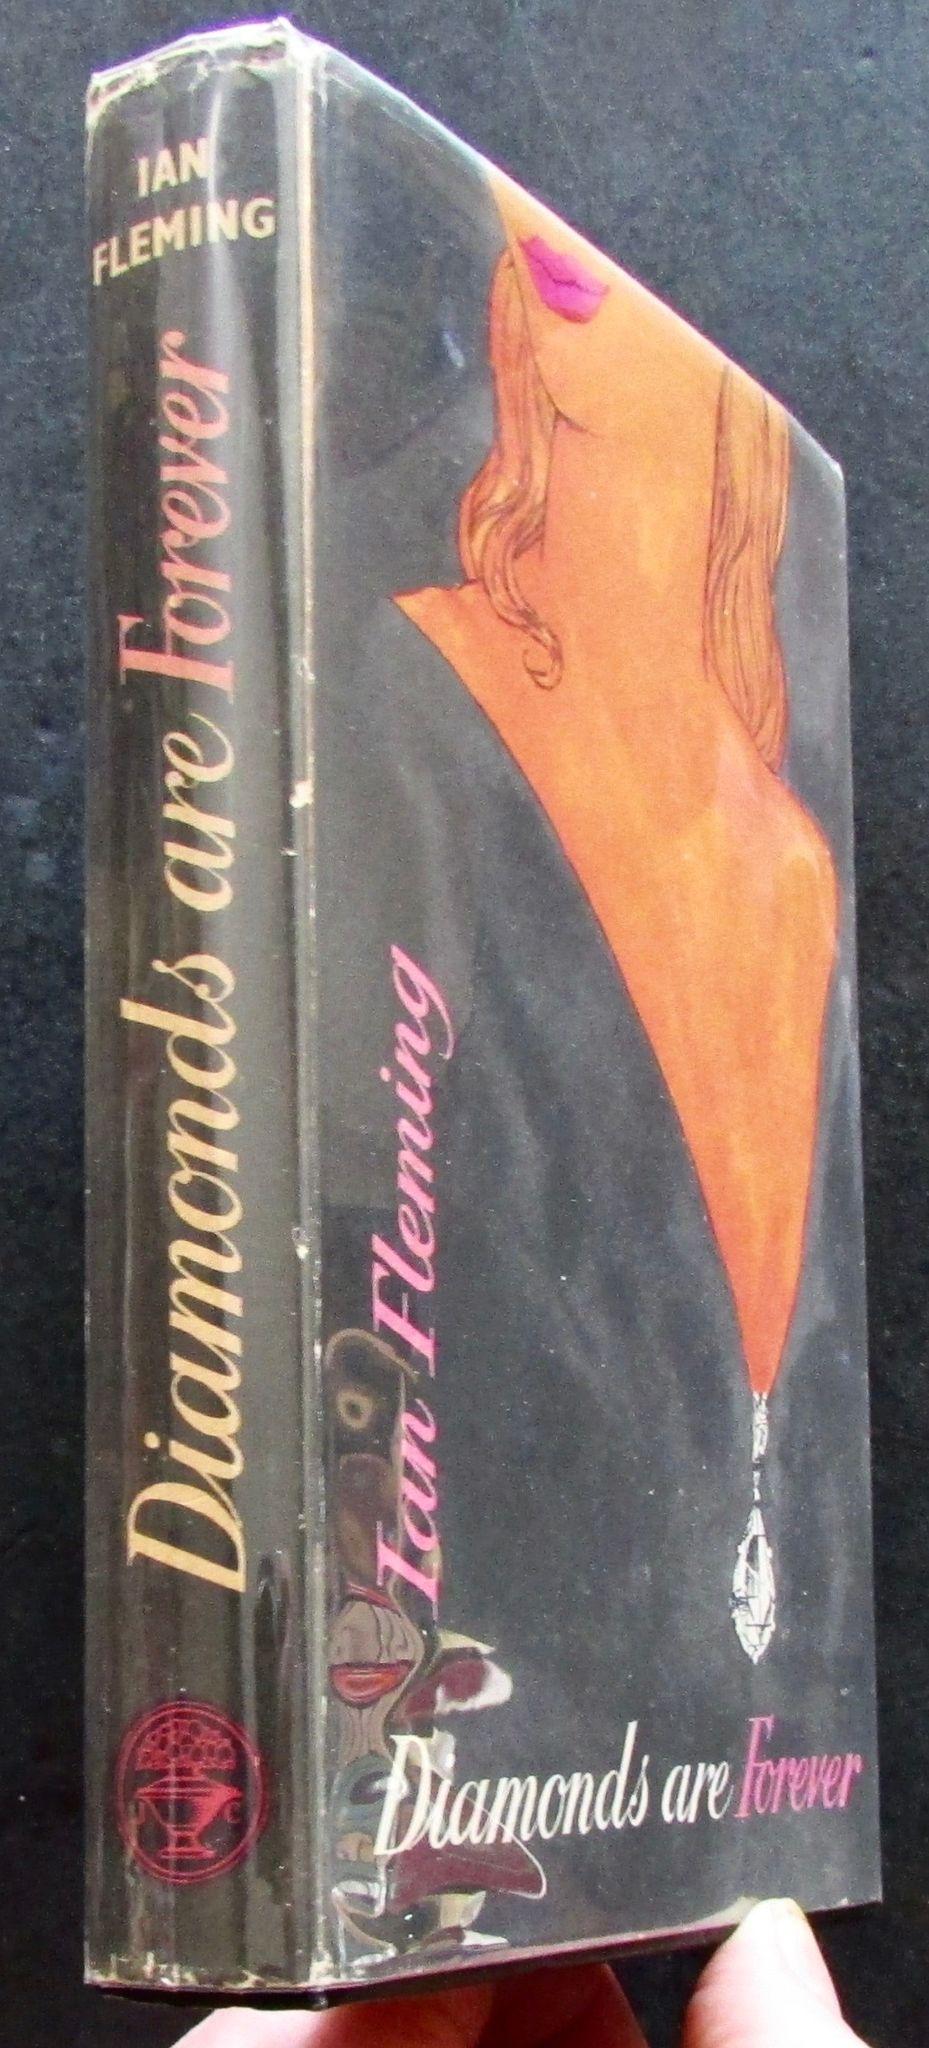 IAN
FLEMING
Diamonds are Forever
J C
Ian Fleming
Diamonds are Forever